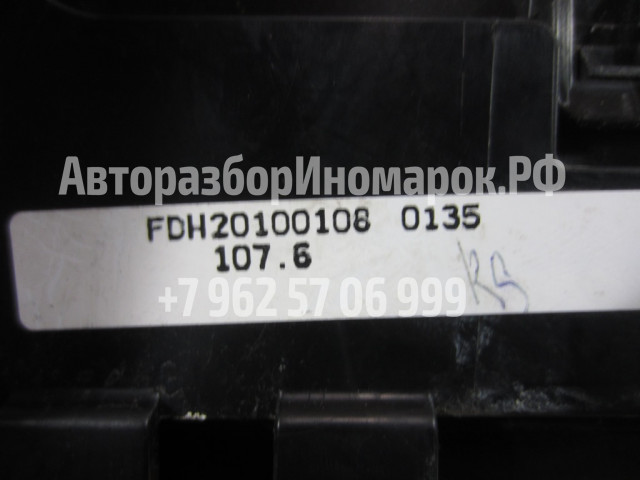 АвторазборИномарок.РФ
FDH20100108 0135
107.6
+7 962 57 06 999